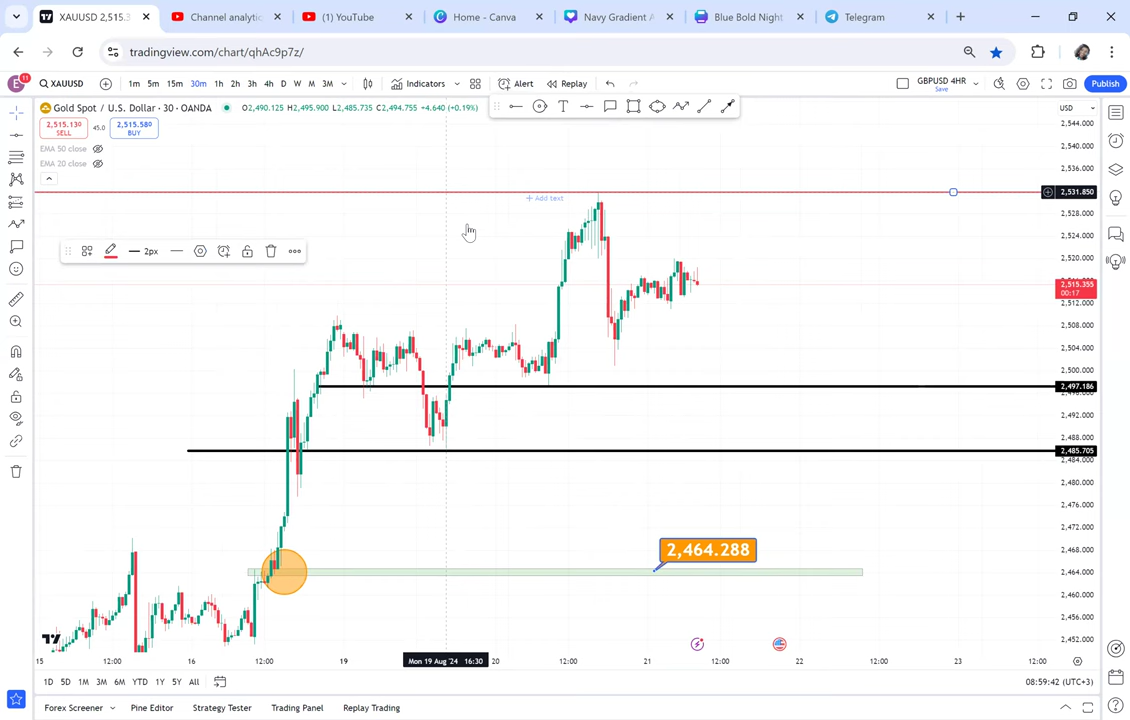 XAUUSD 2,515.3
Channel analytic
(1) YouTube
Home - Canva
Navy Gradient A
Blue Bold Night
Telegram
tradingview.com/chart/qhAc9p7z/
E 11 XAUUSD 1m 5m 15m 30m 1h 2h 3h 4h D W M 3M Indicators Alert Replay GBPUSD 4HR Save Publish
Gold Spot / U.S. Dollar · 30 · OANDA O2,490.125 H2,495.900 L2,485.735 C2,494.755 +4.640 (+0.19%) USD
2,515.130 SELL 45.0 2,515.580 BUY
EMA 50 close
EMA 20 close
+ Add text
2px
2,544.000
2,540.000
2,536.000
2,531.850
2,528.000
2,524.000
2,520.000
2,515.355
00:17
2,512.000
2,508.000
2,504.000
2,500.000
2,497.186
2,492.000
2,488.000
2,485.705
2,484.000
2,480.000
2,476.000
2,472.000
2,468.000
2,464.288
2,464.000
2,460.000
2,456.000
2,452.000
15 12:00 16 12:00 19 Mon 19 Aug '24 16:30 20 12:00 21 12:00 22 12:00 23 12:00
1D 5D 1M 3M 6M YTD 1Y 5Y All 08:59:42 (UTC+3)
Forex Screener Pine Editor Strategy Tester Trading Panel Replay Trading